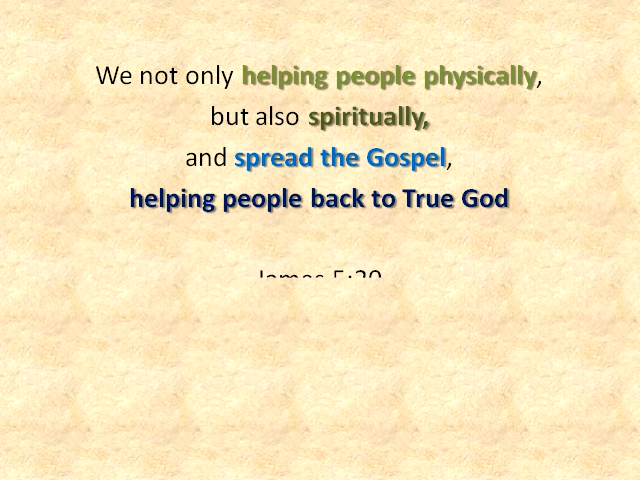 We not only helping people physically,
but also spiritually,
and spread the Gospel,
helping people back to True God
James 5:20